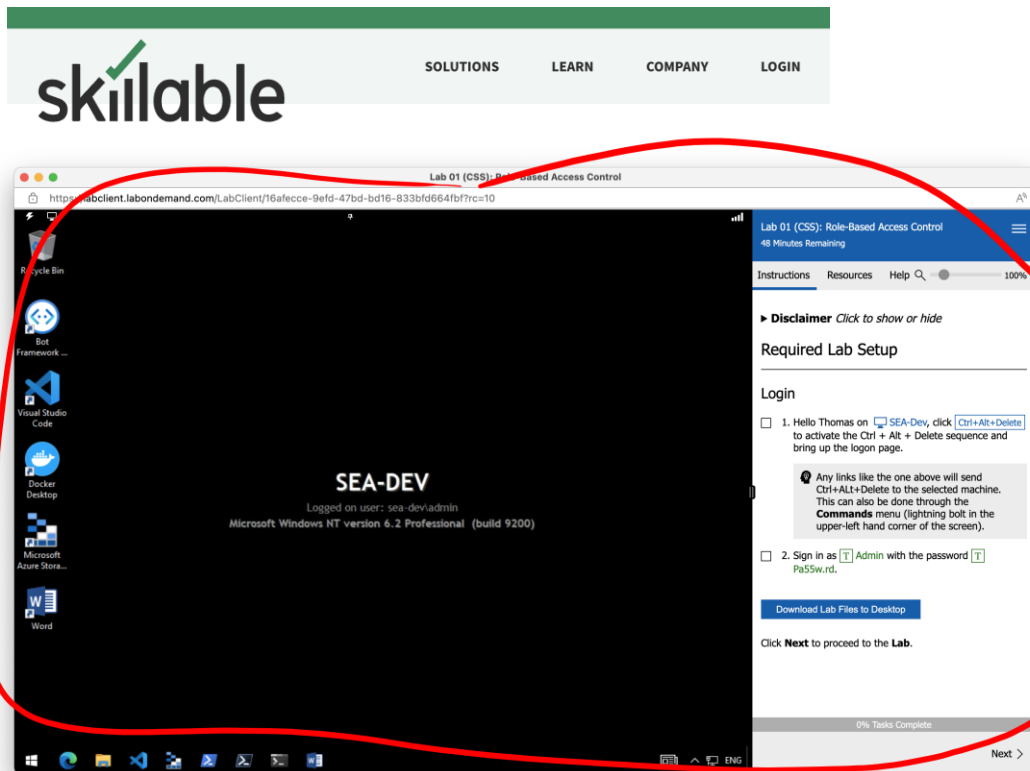 skillable
SOLUTIONS LEARN COMPANY LOGIN
Lab 01 (CSS): Role-Based Access Control
https://labclient.labondemand.com/LabClient/16afecce-9efd-47bd-bd16-833bfd664fbf?rc=10
Recycle Bin
Bot
Framework ...
Visual Studio
Code
Docker
Desktop
Microsoft
Azure Stora...
Word
SEA-DEV
Logged on user: sea-dev\admin
Microsoft Windows NT version 6.2 Professional (build 9200)
ENG
Lab 01 (CSS): Role-Based Access Control
48 Minutes Remaining
Instructions Resources Help 100%
Disclaimer Click to show or hide
Required Lab Setup
Login
1. Hello Thomas on SEA-Dev, click Ctrl+Alt+Delete
to activate the Ctrl + Alt + Delete sequence and
bring up the logon page.
Any links like the one above will send
Ctrl+ALt+Delete to the selected machine.
This can also be done through the
Commands menu (lightning bolt in the
upper-left hand corner of the screen).
2. Sign in as T Admin with the password T
Pa55w.rd.
Download Lab Files to Desktop
Click Next to proceed to the Lab.
0% Tasks Complete
Next >